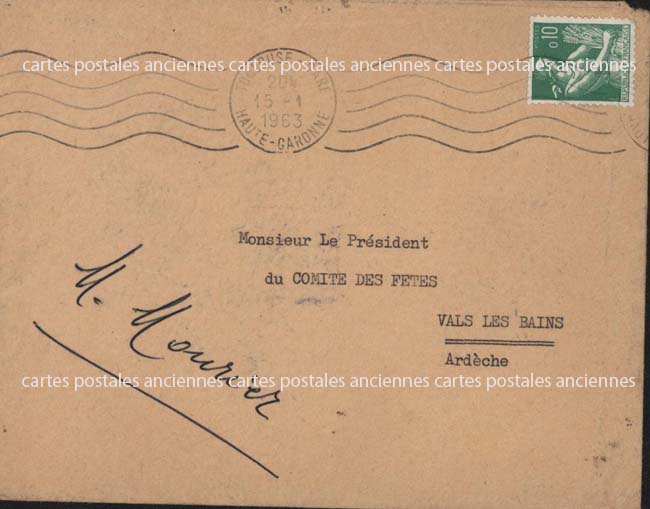 0,10
cartes postales anciennes cartes postales anciennes cartes postales anciennes
15 - 1
1963
HAUTE-GARONNE
Monsieur Le Président
du COMITE DES FETES
VALS LES BAINS
Ardèche
M. Mourier
cartes postales anciennes cartes postales anciennes cartes postales anciennes